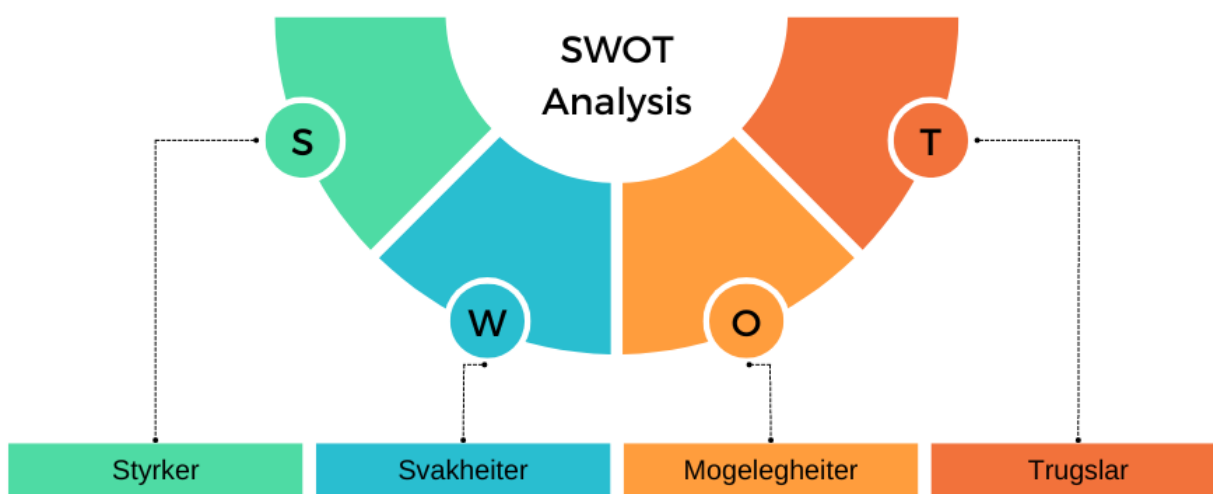 SWOT
Analysis
S
T
W
O
Styrker
Svakheiter
Mogelegheiter
Trugslar